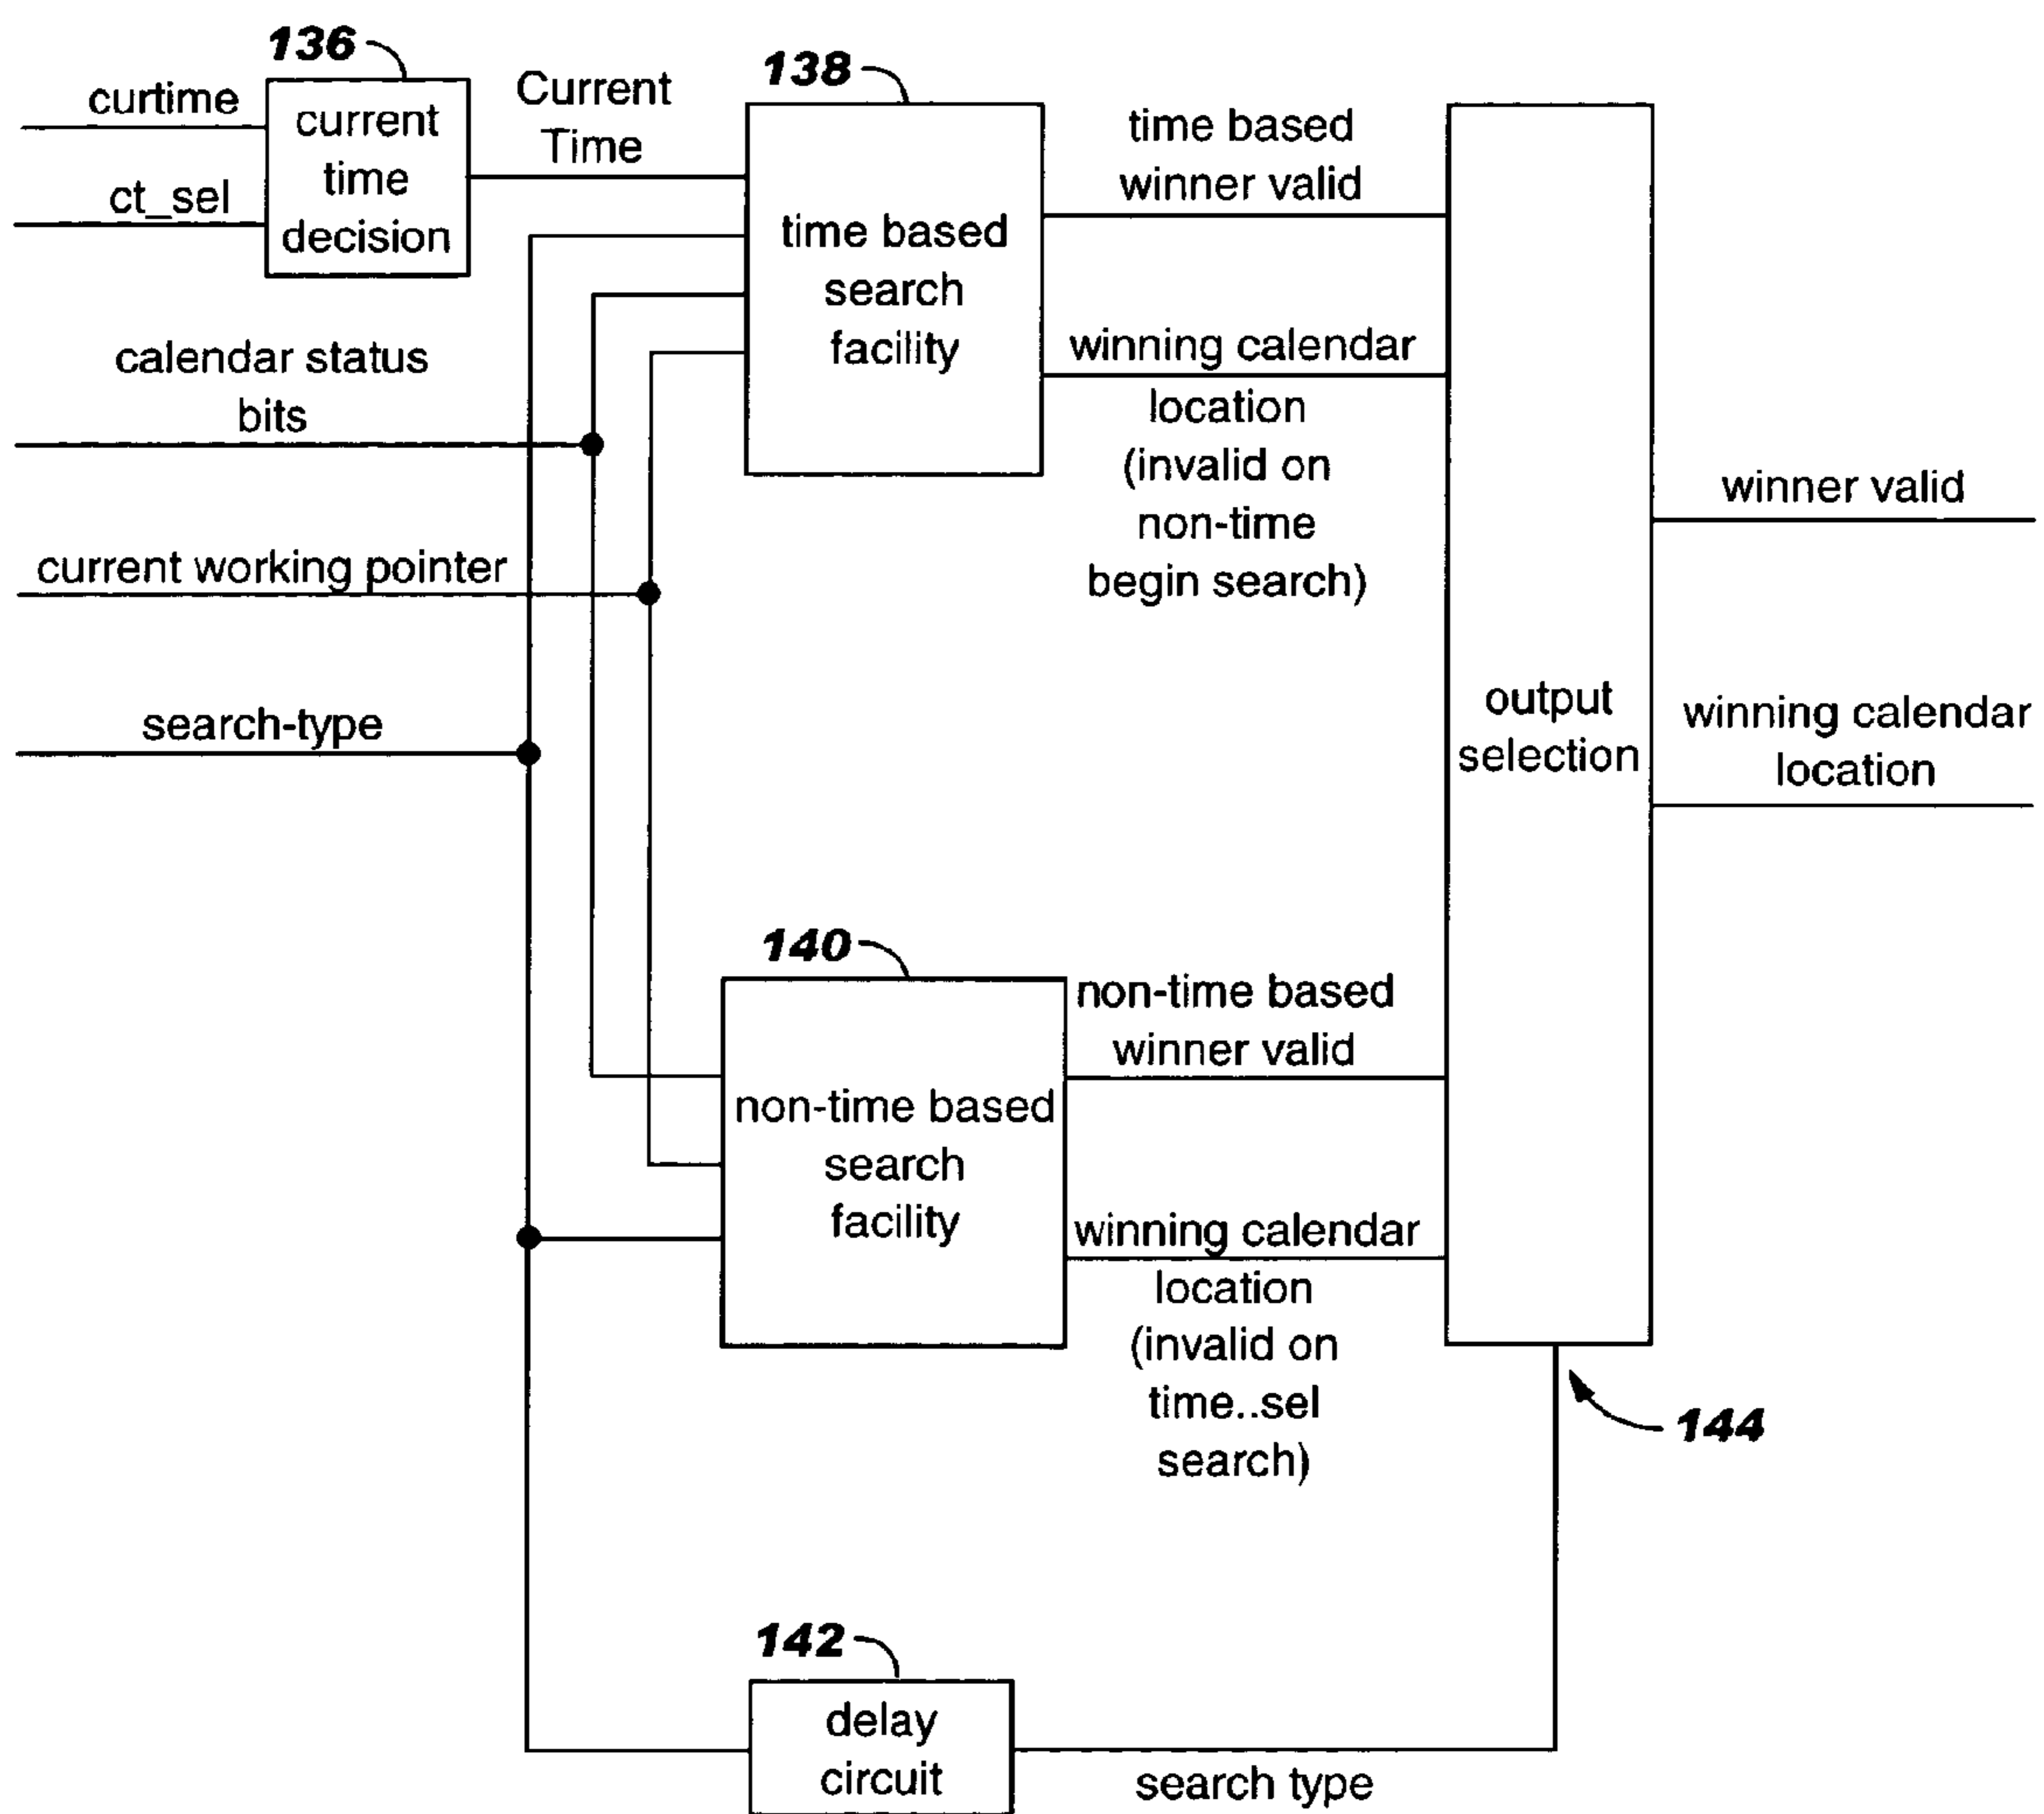 136
curtime
ct_sel
current
time
decision
Current
Time
138
time based
search
facility
time based
winner valid
winning calendar
location
(invalid on
non-time
begin search)
calendar status
bits
current working pointer
search-type
output
selection
winner valid
winning calendar
location
140
non-time based
search
facility
non-time based
winner valid
winning calendar
location
(invalid on
time..sel
search)
144
142
delay
circuit
search type